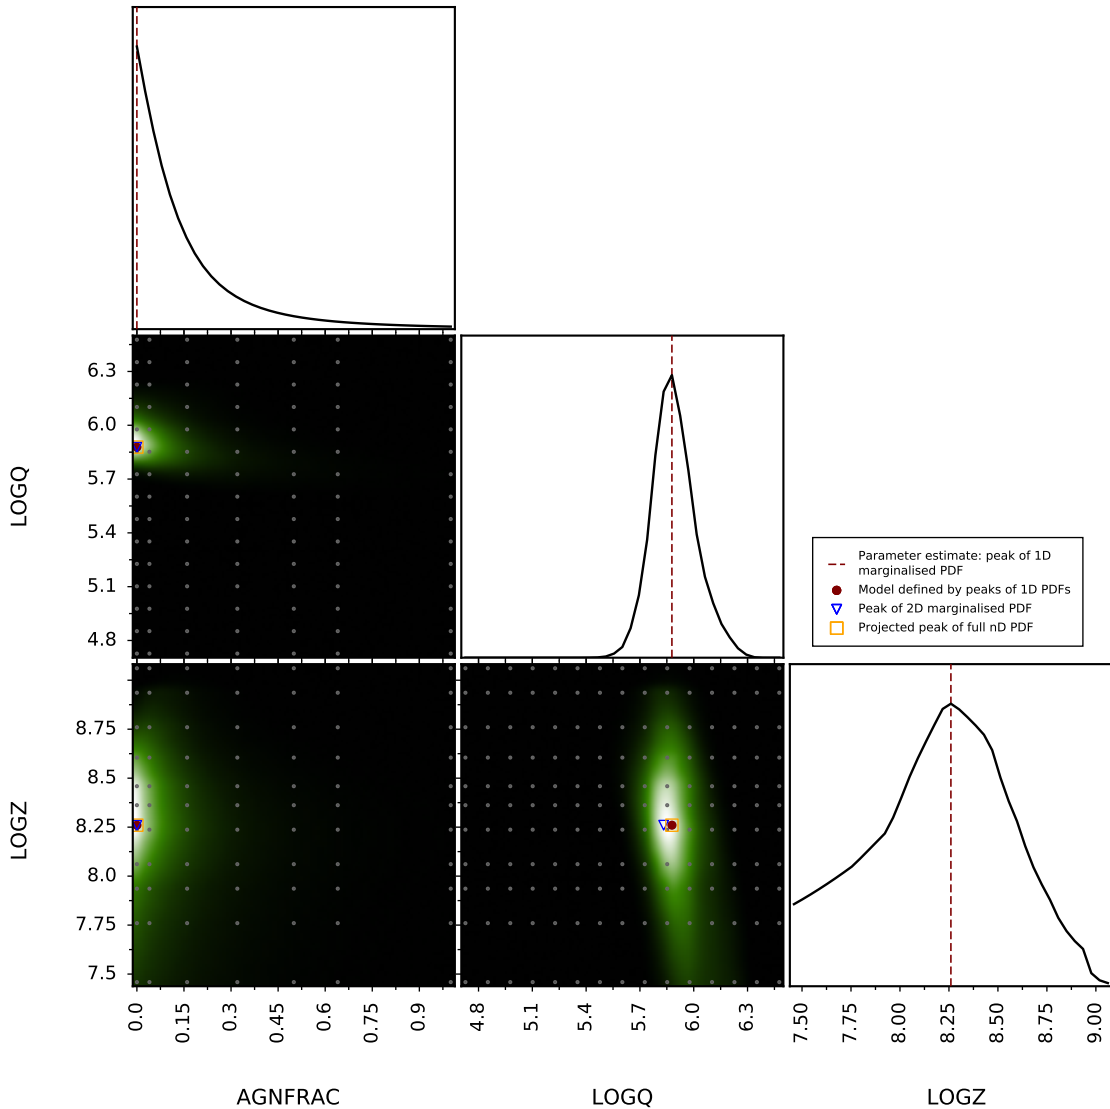 6.3
6.0
5.7
5.4
5.1
4.8
LOGQ
Parameter estimate: peak of 1D
marginalised PDF
Model defined by peaks of 1D PDFs
Peak of 2D marginalised PDF
Projected peak of full nD PDF
8.75
8.5
8.25
8.0
7.75
7.5
LOGZ
0.0 0.15 0.3 0.45 0.6 0.75 0.9
4.8 5.1 5.4 5.7 6.0 6.3
7.50 7.75 8.00 8.25 8.50 8.75 9.00
AGNFRAC
LOGQ
LOGZ